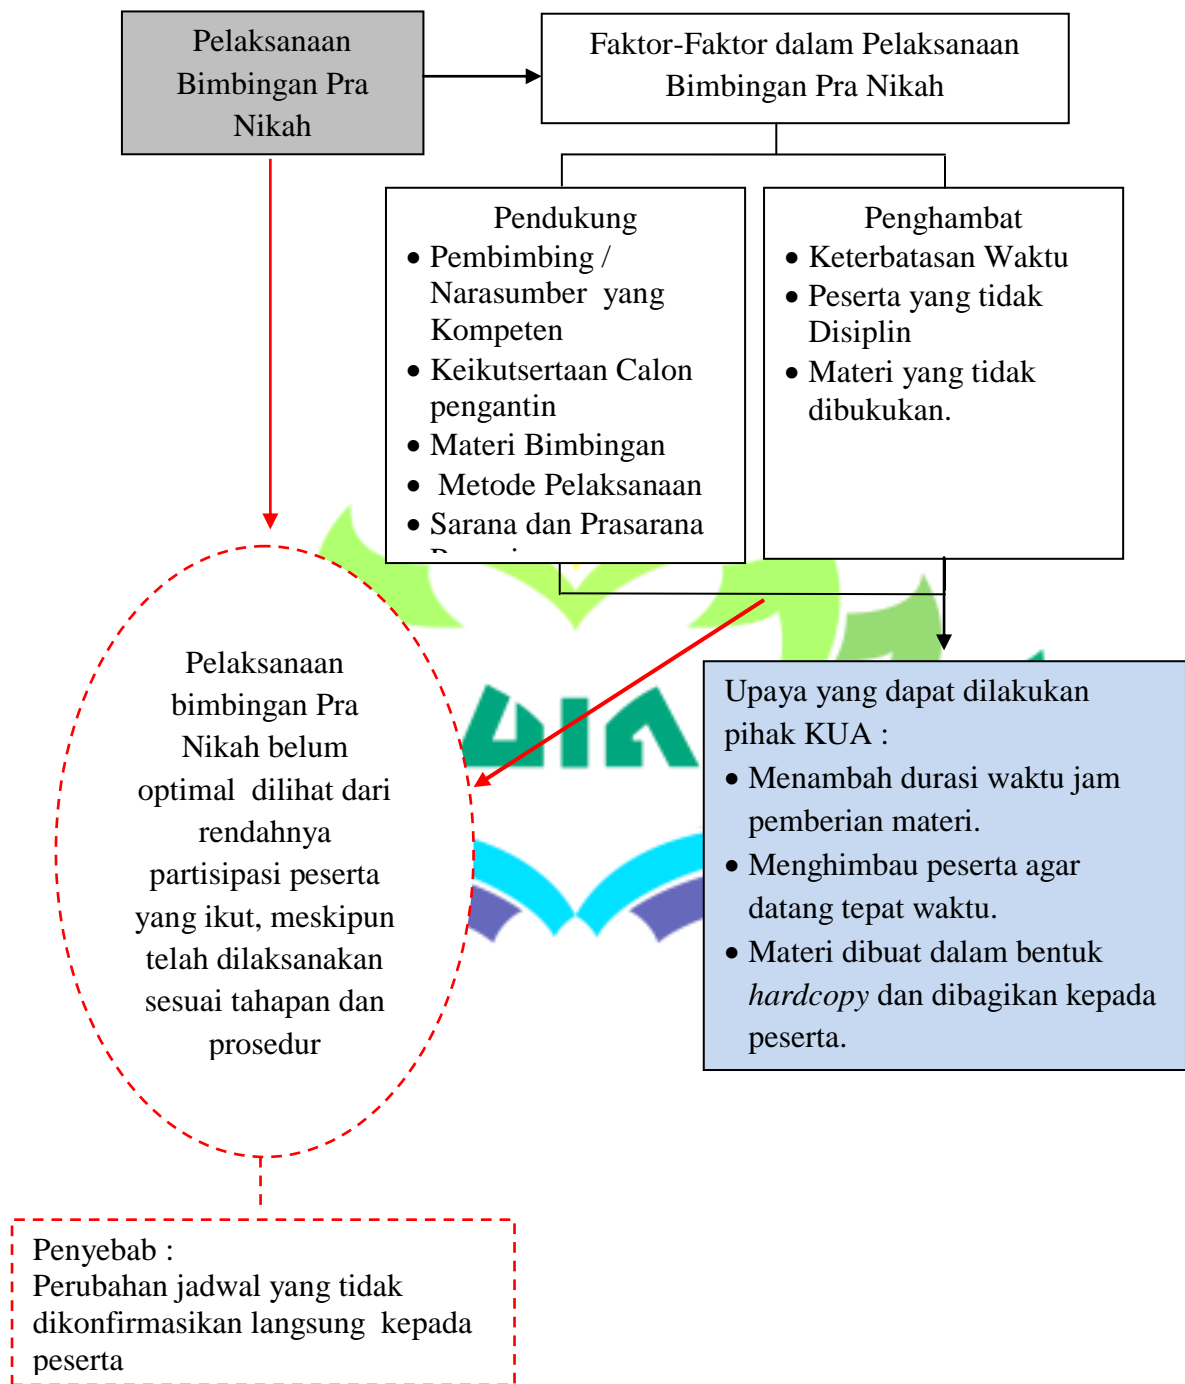 Pelaksanaan
Bimbingan Pra
Nikah
Faktor-Faktor dalam Pelaksanaan
Bimbingan Pra Nikah
Pendukung
• Pembimbing /
Narasumber yang
Kompeten
• Keikutsertaan Calon
pengantin
• Materi Bimbingan
• Metode Pelaksanaan
• Sarana dan Prasarana
Penghambat
• Keterbatasan Waktu
• Peserta yang tidak
Disiplin
• Materi yang tidak
dibukukan.
Pelaksanaan
bimbingan Pra
Nikah belum
optimal dilihat dari
rendahnya
partisipasi peserta
yang ikut, meskipun
telah dilaksanakan
sesuai tahapan dan
prosedur
Upaya yang dapat dilakukan
pihak KUA :
• Menambah durasi waktu jam
pemberian materi.
• Menghimbau peserta agar
datang tepat waktu.
• Materi dibuat dalam bentuk
hardcopy dan dibagikan kepada
peserta.
Penyebab :
Perubahan jadwal yang tidak
dikonfirmasikan langsung kepada
peserta